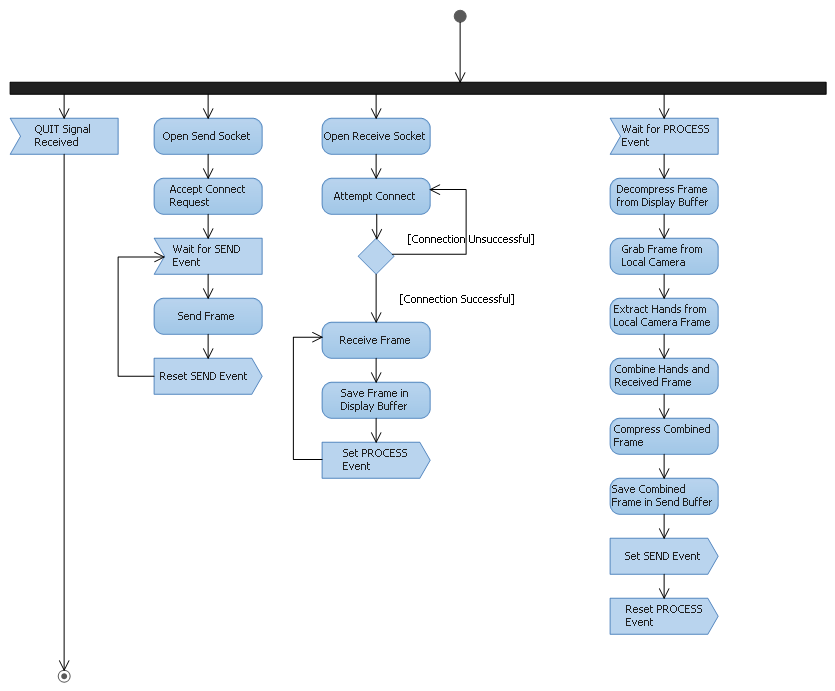 QUIT Signal
Received
Open Send Socket
Accept Connect
Request
Wait for SEND
Event
Send Frame
Reset SEND Event
Open Receive Socket
Attempt Connect
[Connection Unsuccessful]
[Connection Successful]
Receive Frame
Save Frame in
Display Buffer
Set PROCESS
Event
Wait for PROCESS
Event
Decompress Frame
from Display Buffer
Grab Frame from
Local Camera
Extract Hands from
Local Camera Frame
Combine Hands and
Received Frame
Compress Combined
Frame
Save Combined
Frame in Send Buffer
Set SEND Event
Reset PROCESS
Event